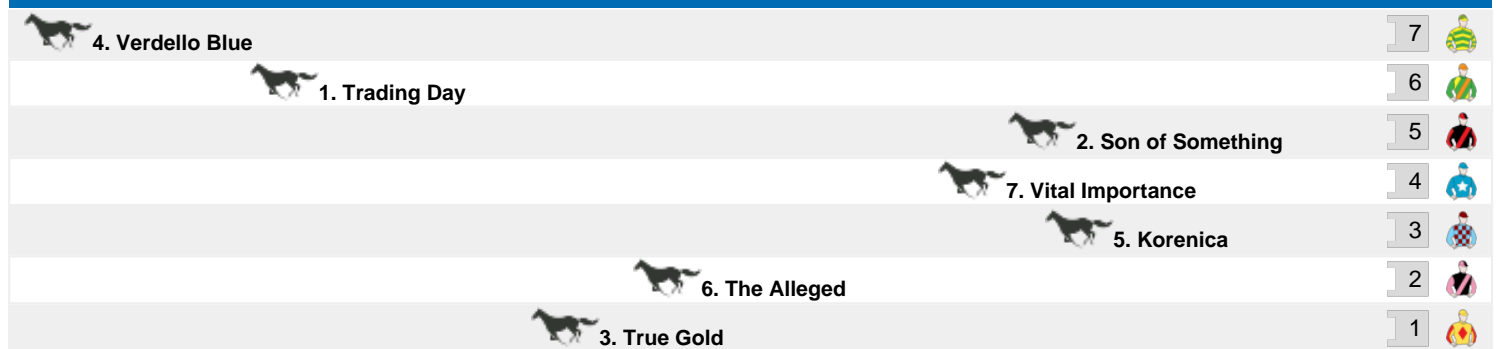 4. Verdello Blue 7
1. Trading Day 6
2. Son of Something 5
7. Vital Importance 4
5. Korenica 3
6. The Alleged 2
3. True Gold 1